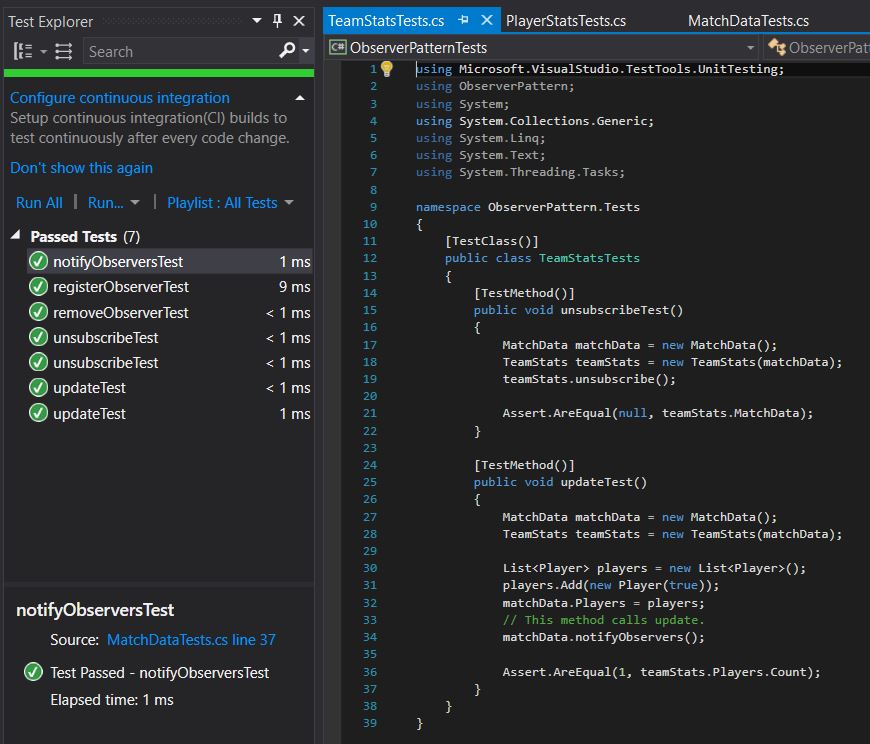 Test Explorer
Search
Configure continuous integration
Setup continuous integration(CI) builds to
test continuously after every code change.
Don't show this again
Run All | Run... | Playlist : All Tests
Passed Tests (7)
notifyObserversTest 1 ms
registerObserverTest 9 ms
removeObserverTest < 1 ms
unsubscribeTest < 1 ms
unsubscribeTest < 1 ms
updateTest < 1 ms
updateTest 1 ms
notifyObserversTest
Source: MatchDataTests.cs line 37
Test Passed - notifyObserversTest
Elapsed time: 1 ms
TeamStatsTests.cs PlayerStatsTests.cs MatchDataTests.cs
C# ObserverPatternTests ObserverPatt
1 using Microsoft.VisualStudio.TestTools.UnitTesting;
2 using ObserverPattern;
3 using System;
4 using System.Collections.Generic;
5 using System.Linq;
6 using System.Text;
7 using System.Threading.Tasks;
8
9 namespace ObserverPattern.Tests
10 {
11 [TestClass()]
12 public class TeamStatsTests
13 {
14 [TestMethod()]
15 public void unsubscribeTest()
16 {
17 MatchData matchData = new MatchData();
18 TeamStats teamStats = new TeamStats(matchData);
19 teamStats.unsubscribe();
20
21 Assert.AreEqual(null, teamStats.MatchData);
22 }
23
24 [TestMethod()]
25 public void updateTest()
26 {
27 MatchData matchData = new MatchData();
28 TeamStats teamStats = new TeamStats(matchData);
29
30 List<Player> players = new List<Player>();
31 players.Add(new Player(true));
32 matchData.Players = players;
33 // This method calls update.
34 matchData.notifyObservers();
35
36 Assert.AreEqual(1, teamStats.Players.Count);
37 }
38 }
39 }